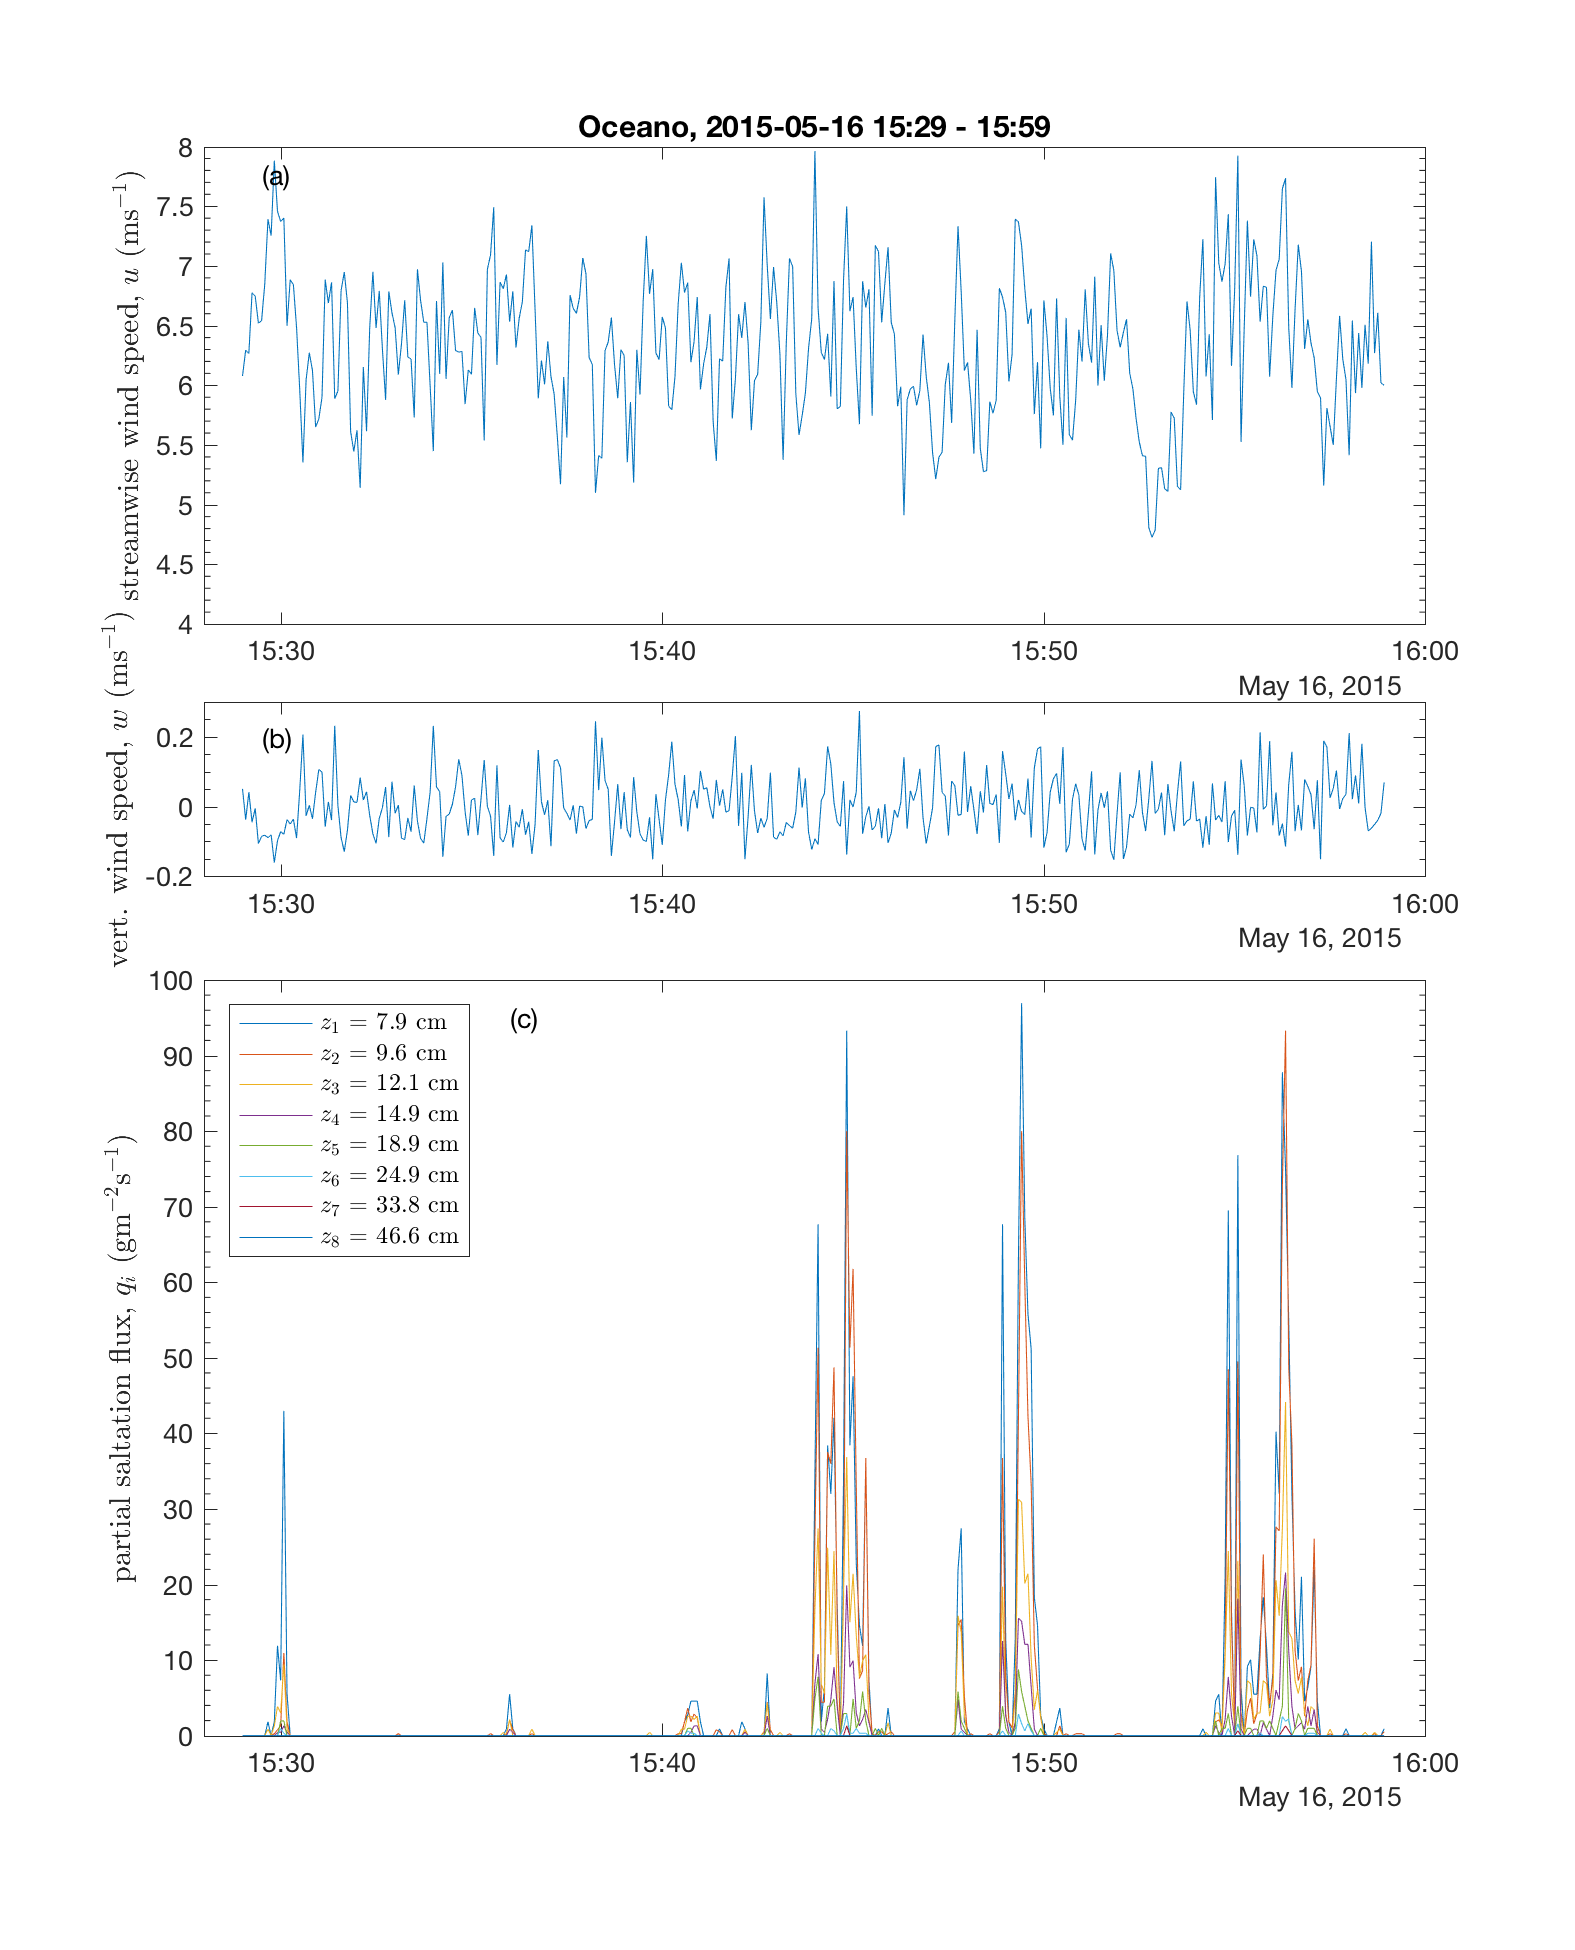 Oceano, 2015-05-16 15:29 - 15:59
(a)
streamwise wind speed, u (ms⁻¹)
8
7.5
7
6.5
6
5.5
5
4.5
4
15:30 15:40 15:50 16:00
May 16, 2015
(b)
vert. wind speed, w (ms⁻¹)
0.2
0
-0.2
15:30 15:40 15:50 16:00
May 16, 2015
(c)
partial saltation flux, qᵢ (gm⁻²s⁻¹)
100
90
80
70
60
50
40
30
20
10
0
z₁ = 7.9 cm
z₂ = 9.6 cm
z₃ = 12.1 cm
z₄ = 14.9 cm
z₅ = 18.9 cm
z₆ = 24.9 cm
z₇ = 33.8 cm
z₈ = 46.6 cm
15:30 15:40 15:50 16:00
May 16, 2015